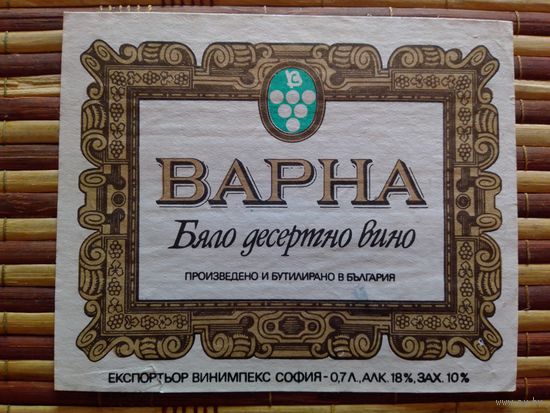 ВАРНА
Бяло десертно вино
ПРОИЗВЕДЕНО И БУТИЛИРАНО В БЪЛГАРИЯ
ЕКСПОРТЬОР ВИНИМПЕКС СОФИЯ - 0,7 Л., АЛК. 18 %, ЗАХ. 10 %